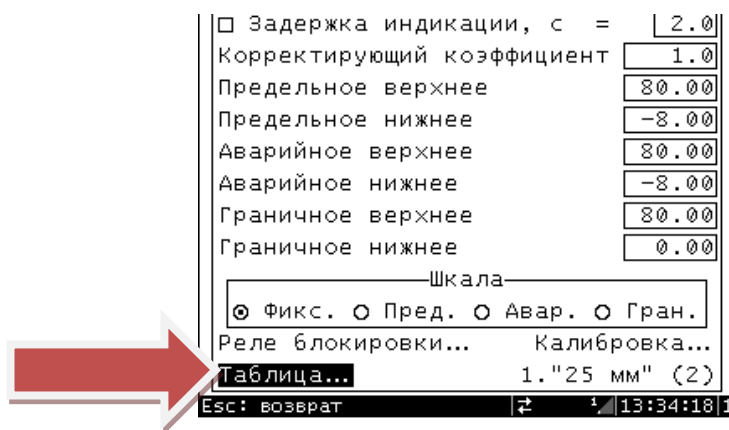 □ Задержка индикации, с = 2.0
Корректирующий коэффициент 1.0
Предельное верхнее 80.00
Предельное нижнее -8.00
Аварийное верхнее 80.00
Аварийное нижнее -8.00
Граничное верхнее 80.00
Граничное нижнее 0.00
Шкала
Фикс. Пред. Авар. Гран.
Реле блокировки... Калибровка...
Таблица... 1."25 мм" (2)
Esc: возврат 13:34:18